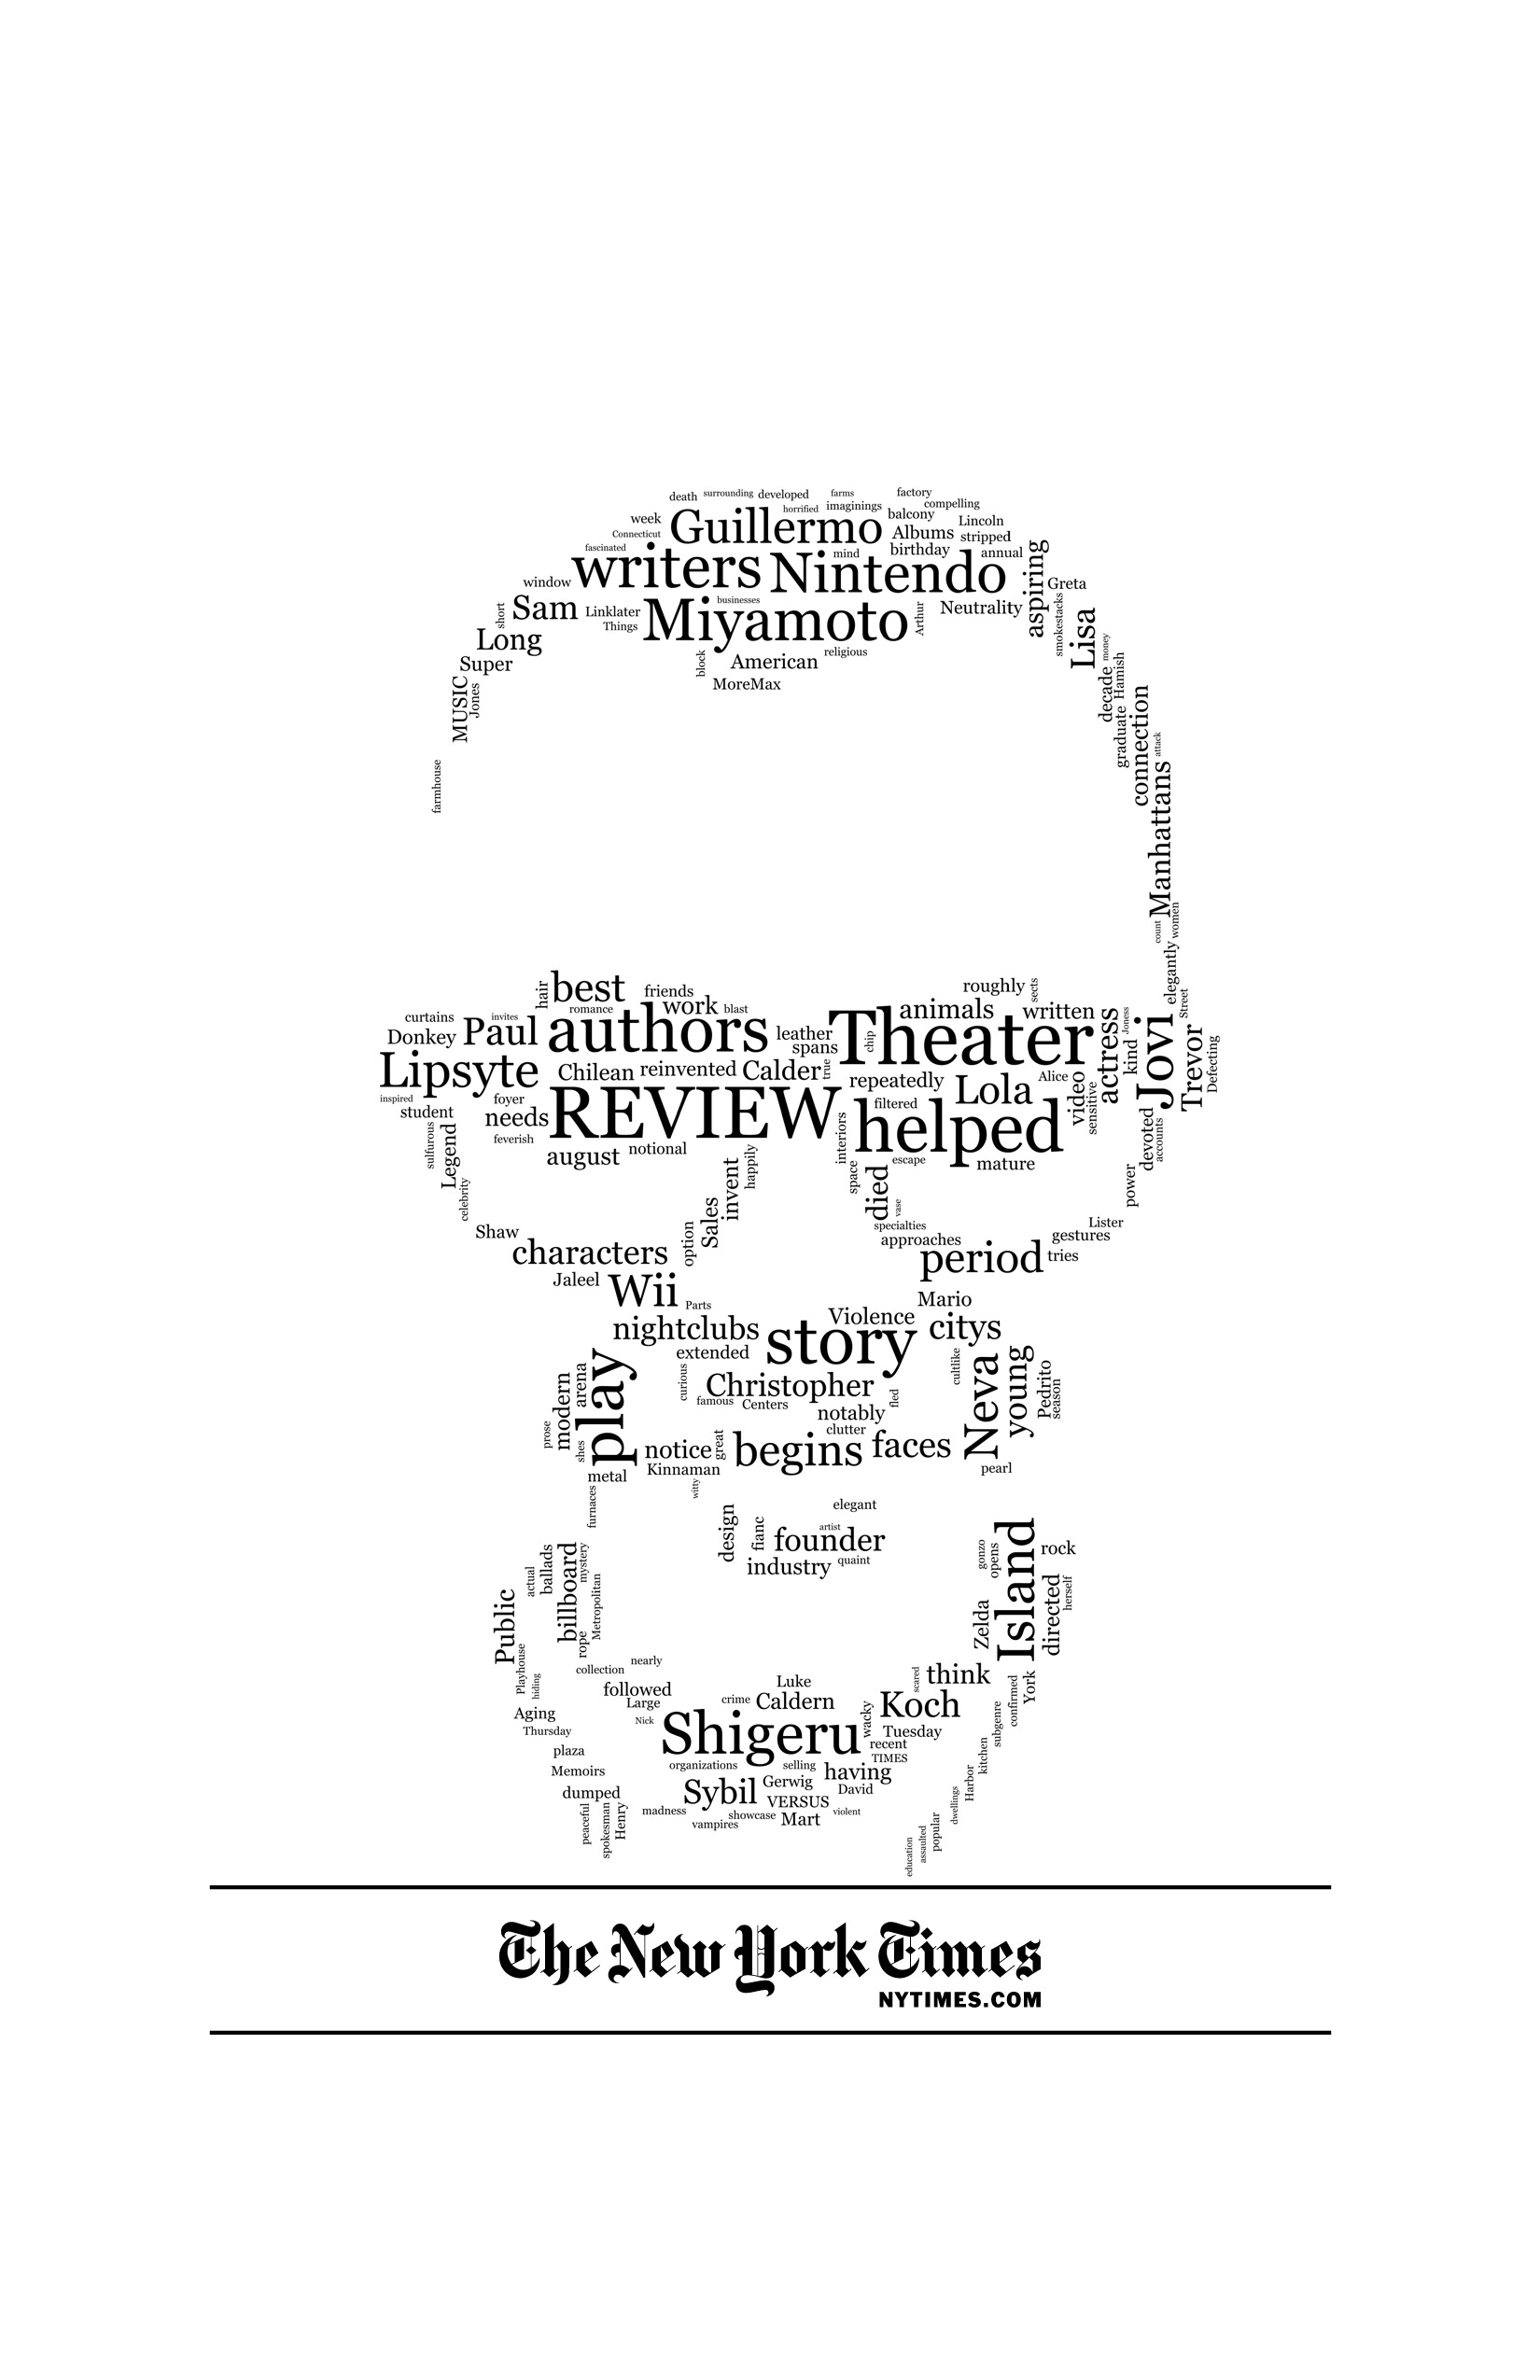 death surrounding developed farms factory
horrified imaginings compelling
week Guillermo balcony Lincoln
Connecticut Albums stripped
fascinated writers mind birthday annual
window Nintendo aspiring Greta
short Sam Linklater businesses Arthur Neutrality smokestacks
Things Miyamoto Lisa
Long religious money
Super block American Hamish
MoreMax decade
MUSIC Jones graduate connection
attack
farmhouse Manhattans
count women
elegantly
hair best friends roughly sects Street
romance work blast animals written
curtains invites authors Theater actress Joness Jovi
Donkey Paul leather chip kind Trevor Defecting
spans
Lipsyte Chilean reinvented Calder true repeatedly Lola Alice video
inspired foyer REVIEW filtered sensitive
student needs helped devoted accounts
sulfurous Legend feverish interiors
august notional happily escape mature
celebrity invent space died power
vase
Shaw Sales specialties Lister
characters option approaches gestures
period tries
Jaleel Wii Parts Mario
Violence
nightclubs story citys
extended
arena play curious Christopher cultlike Neva young Pedrito
modern famous Centers fled season
notably
prose shes clutter
notice great begins faces
metal Kinnaman pearl
furnaces witty
design elegant Island
fianc artist founder
ballads billboard mystery industry quaint gonzo opens rock
actual Metropolitan directed herself
Public Zelda
rope
Playhouse nearly
hiding collection scared think
followed Luke York
Large crime Caldern Koch confirmed
Aging Nick Shigeru wacky subgenre
Thursday Tuesday
recent
plaza TIMES kitchen
Memoirs organizations selling having
Gerwig David Harbor
dumped Sybil VERSUS
peaceful spokesman Henry madness showcase Mart violent dwellings
vampires popular
assaulted
education
The New York Times
NYTIMES.COM